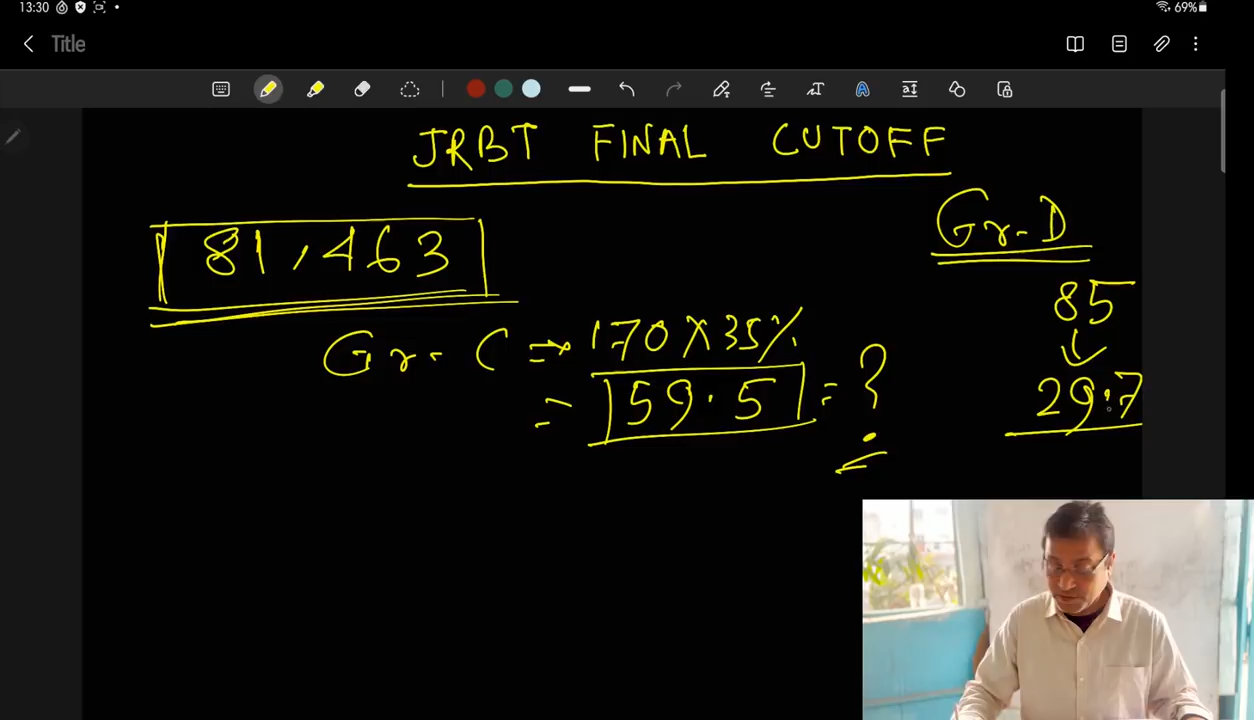 13:30 69%
Title
JRBT FINAL CUTOFF
81,463
Gr-D
85
Gr-C ⇒ 170 X 35%
= 59.5 = ?
29.7